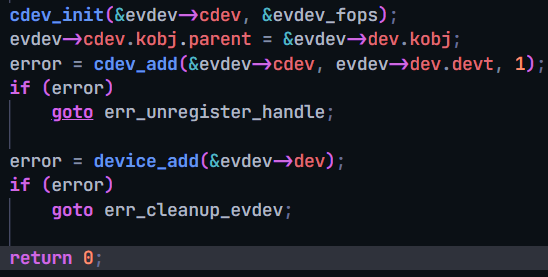 cdev_init(&evdev->cdev, &evdev_fops);
evdev->cdev.kobj.parent = &evdev->dev.kobj;
error = cdev_add(&evdev->cdev, evdev->dev.devt, 1);
if (error)
    goto err_unregister_handle;

error = device_add(&evdev->dev);
if (error)
    goto err_cleanup_evdev;

return 0;